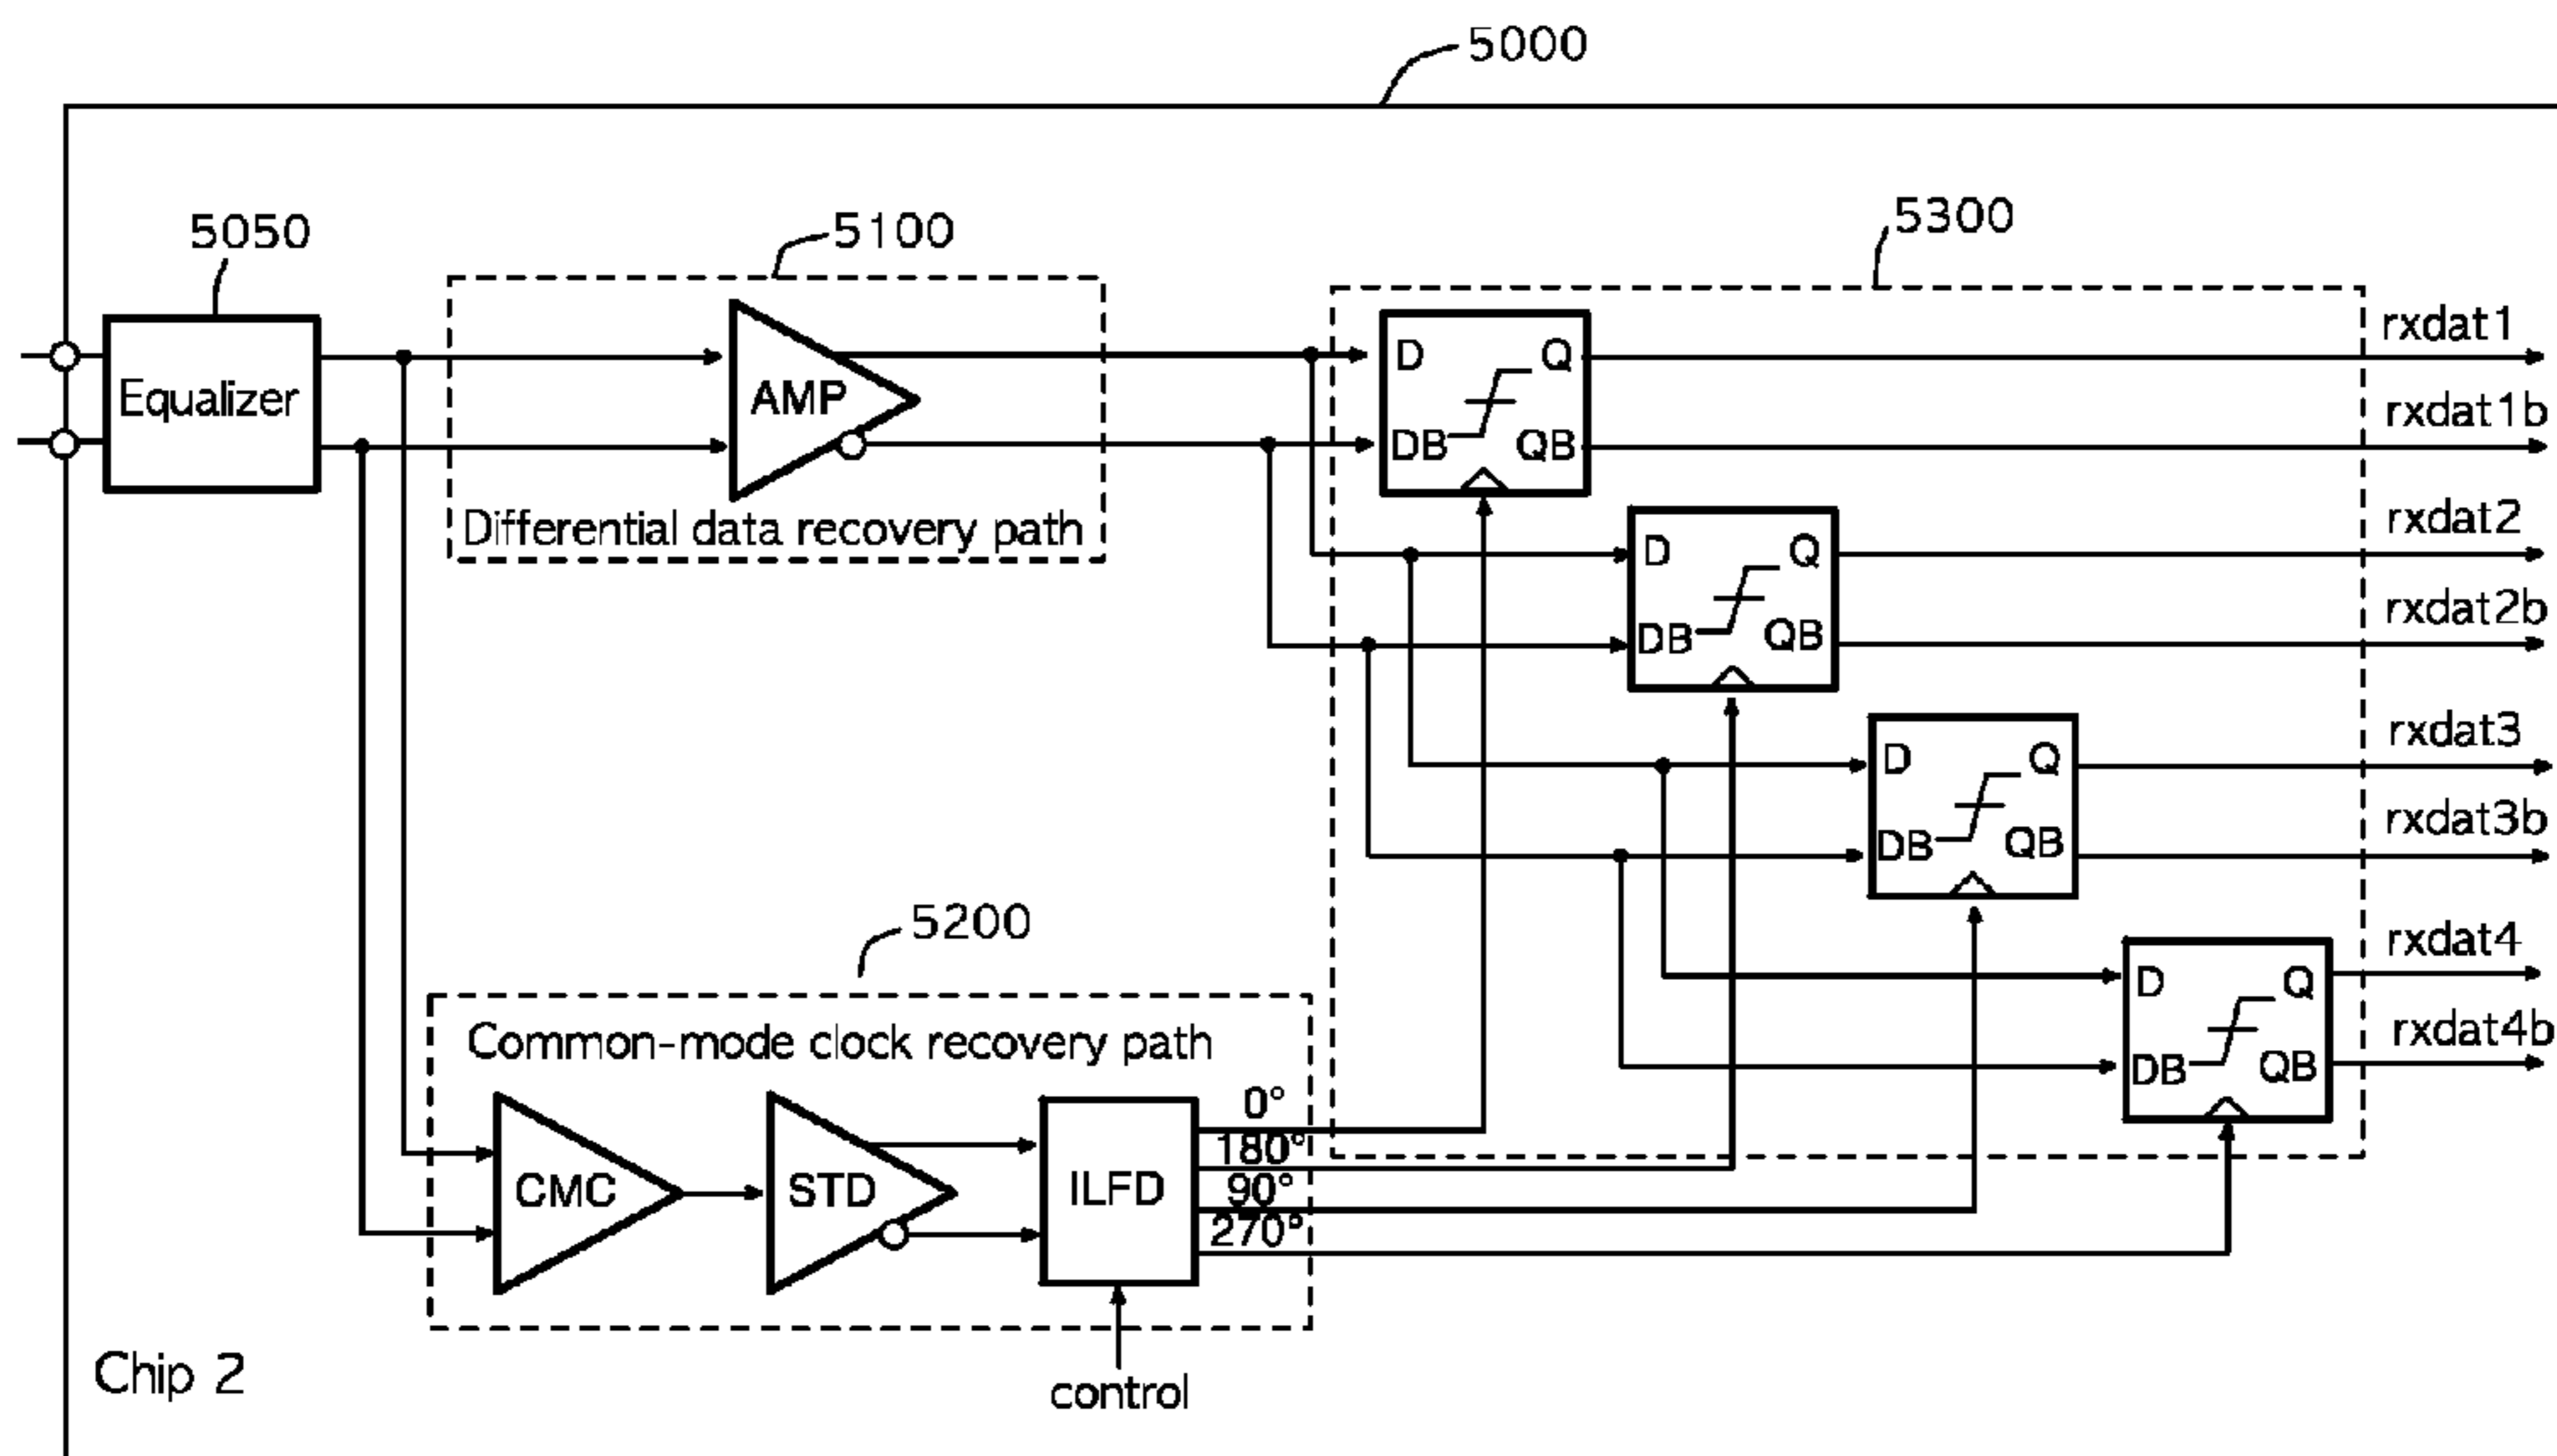 5000
5050
5100
5300
Equalizer
AMP
Differential data recovery path
D
Q
DB
QB
rxdat1
rxdat1b
D
Q
DB
QB
rxdat2
rxdat2b
D
Q
DB
QB
rxdat3
rxdat3b
D
Q
DB
QB
rxdat4
rxdat4b
5200
Common-mode clock recovery path
CMC
STD
ILFD
0°
180°
90°
270°
control
Chip 2